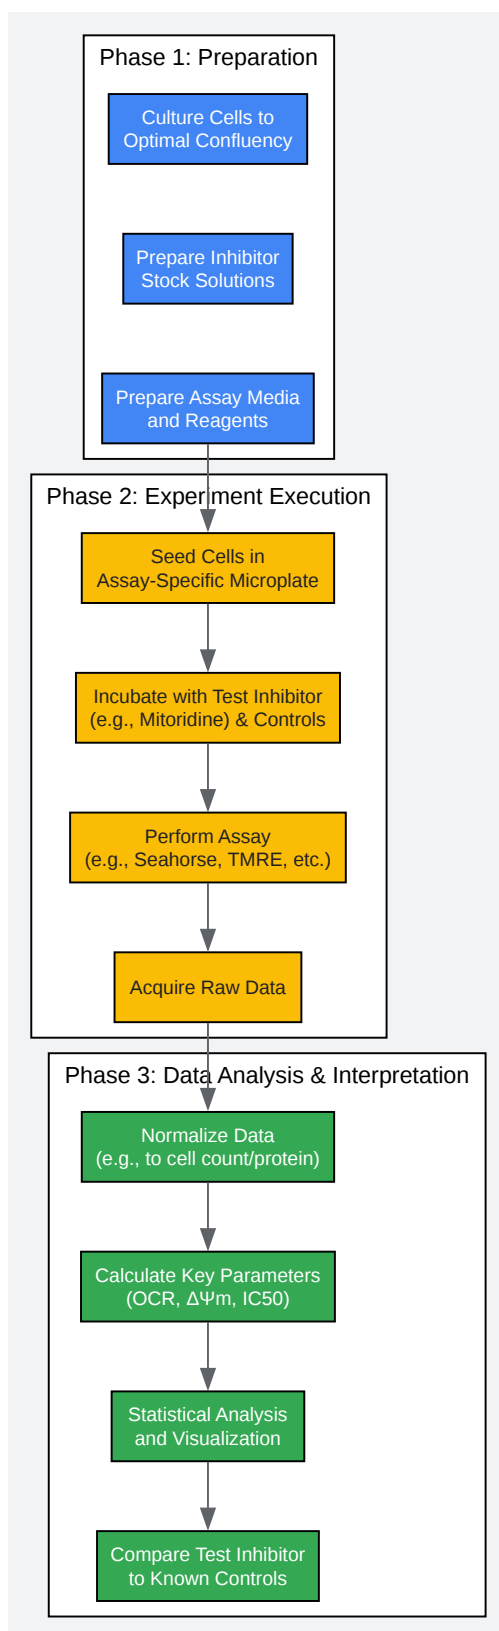 Phase 1: Preparation
Culture Cells to
Optimal Confluency
Prepare Inhibitor
Stock Solutions
Prepare Assay Media
and Reagents
Phase 2: Experiment Execution
Seed Cells in
Assay-Specific Microplate
Incubate with Test Inhibitor
(e.g., Mitoridine) & Controls
Perform Assay
(e.g., Seahorse, TMRE, etc.)
Acquire Raw Data
Phase 3: Data Analysis & Interpretation
Normalize Data
(e.g., to cell count/protein)
Calculate Key Parameters
(OCR, ΔΨm, IC50)
Statistical Analysis
and Visualization
Compare Test Inhibitor
to Known Controls